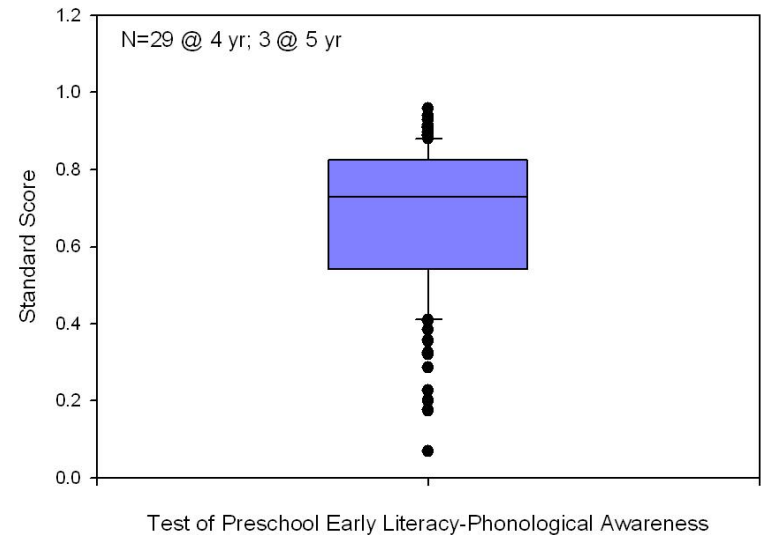 1.2
N=29 @ 4 yr; 3 @ 5 yr
1.0
0.8
0.6
0.4
0.2
0.0
Standard Score
Test of Preschool Early Literacy-Phonological Awareness